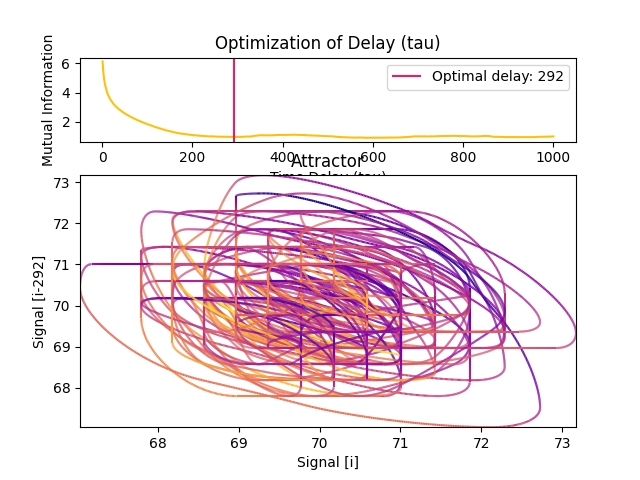 Optimization of Delay (tau)
Mutual Information
6
4
2
Optimal delay: 292
0 200 400 600 800 1000
Time Delay (tau)
Attractor
Signal [i-292]
73
72
71
70
69
68
68 69 70 71 72 73
Signal [i]